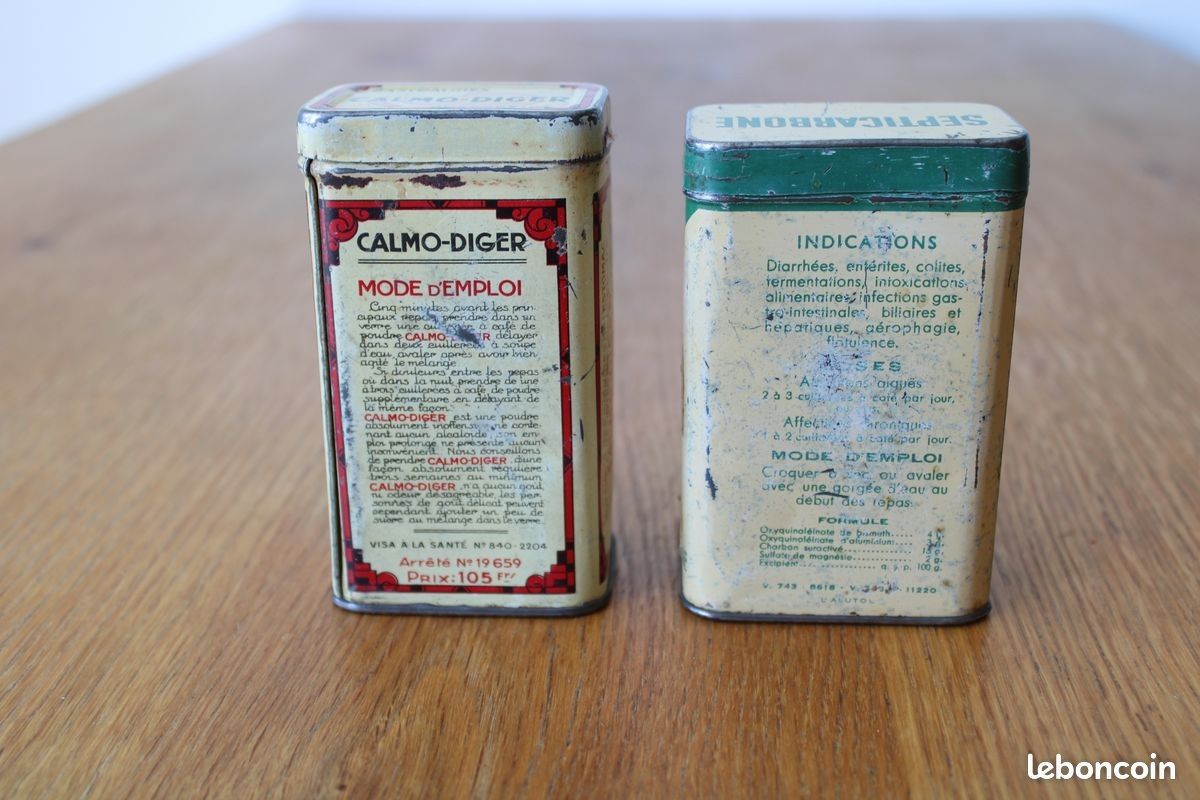 CALMO-DIGER
CALMO-DIGER
MODE D'EMPLOI
Cinq minutes avant les prin-
cipaux repas, prendre dans un
verre une cuillerée à café de
poudre CALMO-DIGER délayer
dans deux cuillerées à soupe
d'eau, avaler après avoir bien
agité le mélange.
Si douleurs entre les repas
ou dans la nuit prendre de une
à trois cuillerées à café de poudre
supplémentaire en délayant de
la même façon.
CALMO-DIGER est une poudre
absolument inoffensive ne conte-
nant aucun alcaloïde, son em-
ploi prolongé ne présente aucun
inconvénient. Nous conseillons
de prendre CALMO-DIGER d'une
façon absolument régulière
trois semaines au minimum
CALMO-DIGER n'a aucun goût
ni odeur désagréable les per-
sonnes de goût délicat peuvent
cependant ajouter un peu de
sucre au mélange dans le verre.
VISA À LA SANTÉ Nº 840-2204
Arrêté Nº 19 659
PRIX: 105 Frs
SEPTICARBONE
INDICATIONS
Diarrhées, entérites, colites,
fermentations, intoxications
alimentaires, infections gas-
tro-intestinales, biliaires et
hépatiques, aérophagie,
flatulence.
SES
aiguës
2 à 3 à café par jour,
Affections chroniques
1 à 2 à café par jour.
MODE D'EMPLOI
Croquer à sec ou avaler
avec une gorgée d'eau au
début des repas.
FORMULE
Oxyquinoléinate de bismuth.... 4
Oxyquinoléinate d'aluminium...
Charbon suractivé............ 15 g.
Sulfate de magnésie.......... 2 g.
Excipient........ q. s. p. 100 g.
V. 743 8618 - V. 11220
L'ALUTOL
leboncoin